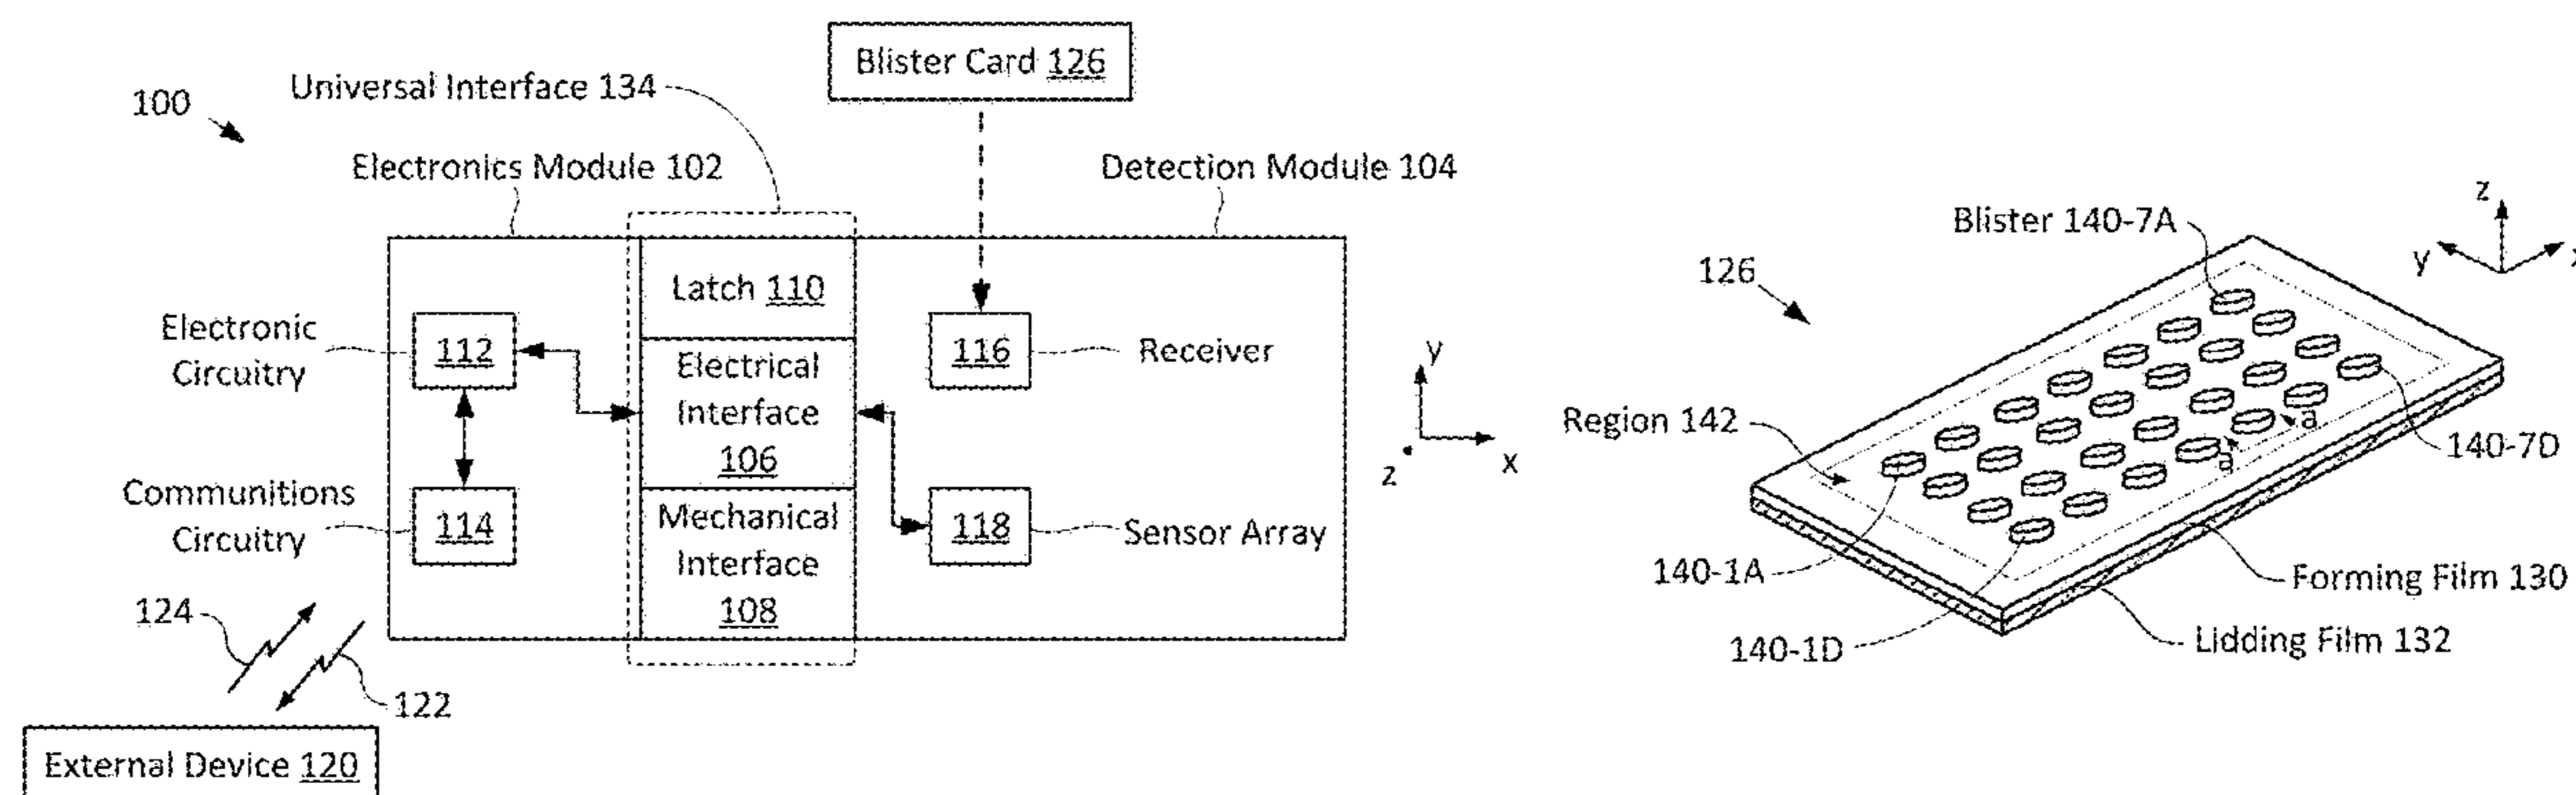 Blister Card 126
Universal Interface 134
100
Electronics Module 102
Detection Module 104
Latch 110
Electronic
Circuitry
112
Electrical
Interface
106
116
Receiver
Communitions
Circuitry
114
Mechanical
Interface
108
118
Sensor Array
124
122
External Device 120
y
x
z
z
y
x
Blister 140-7A
126
Region 142
a
a
140-7D
140-1A
Forming Film 130
140-1D
Lidding Film 132